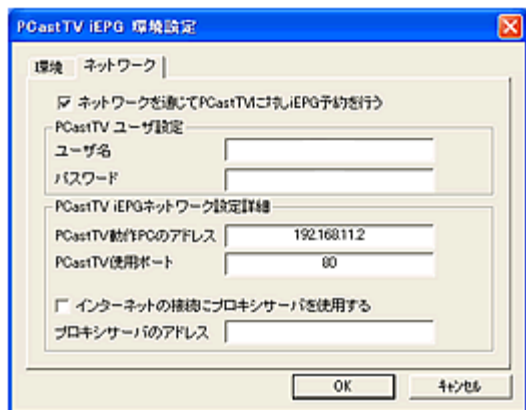 PCastTV iEPG 環境設定
環境 ネットワーク
ネットワークを通じてPCastTVに対しiEPG予約を行う
PCastTV ユーザ設定
ユーザ名
パスワード
PCastTV iEPGネットワーク設定詳細
PCastTV動作PCのアドレス 192.168.11.2
PCastTV使用ポート 80
インターネットの接続にプロキシサーバを使用する
プロキシサーバのアドレス
OK キャンセル